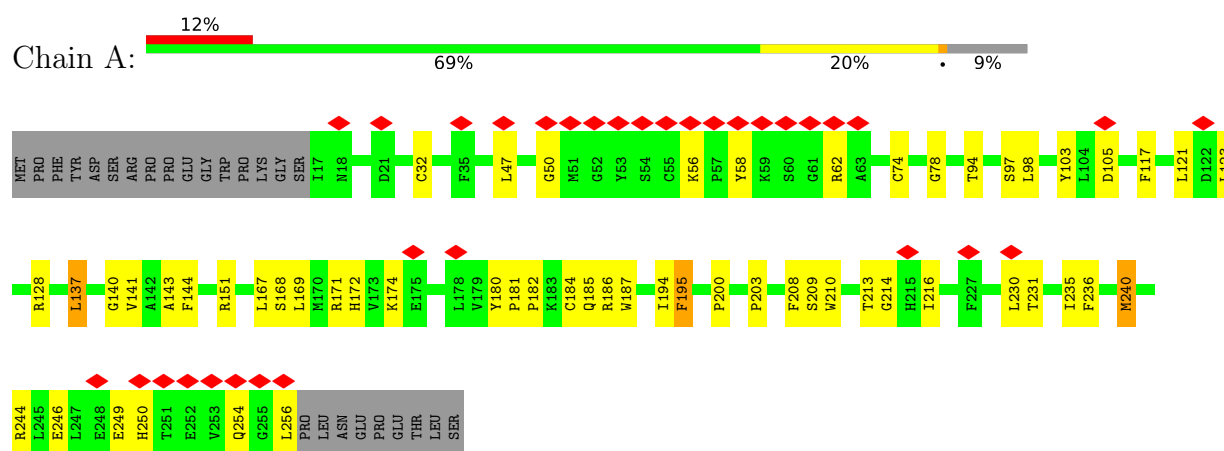 12%
Chain A:
69% 20% • 9%
MET PRO PHE TYR ASP SER ARG PRO PRO GLU GLY TRP PRO LYS GLY SER I17 N18 D21 C32 F35 L47 G50 M51 G52 Y53 S54 C55 K56 P57 Y58 K59 S60 G61 R62 A63 C74 G78 T94 S97 L98 Y103 L104 D105 F117 L121 D122 L123
R128 L137 G140 V141 A142 A143 F144 R151 L167 S168 L169 M170 R171 H172 V173 K174 E175 L178 V179 Y180 P181 P182 K183 C184 Q185 R186 W187 I194 F195 P200 P203 F208 S209 W210 T213 G214 H215 I216 F227 L230 T231 I235 F236 M240
R244 L245 E246 L247 E248 E249 H250 T251 E252 V253 Q254 G255 L256 PRO LEU ASN GLU PRO GLU THR LEU SER